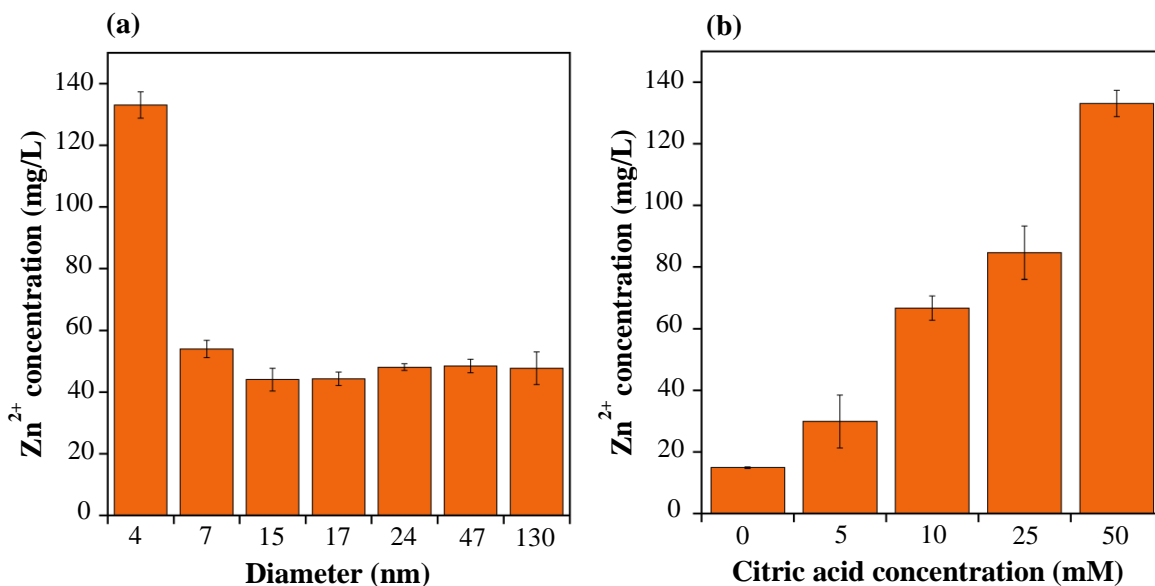 (a)
Zn²⁺ concentration (mg/L)
140
120
100
80
60
40
20
0
4 7 15 17 24 47 130
Diameter (nm)
(b)
Zn²⁺ concentration (mg/L)
140
120
100
80
60
40
20
0
0 5 10 25 50
Citric acid concentration (mM)